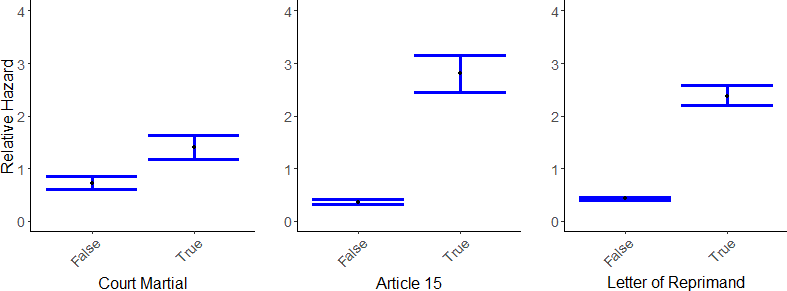 Relative Hazard
4
3
2
1
0
False
True
Court Martial
4
3
2
1
0
False
True
Article 15
4
3
2
1
0
False
True
Letter of Reprimand